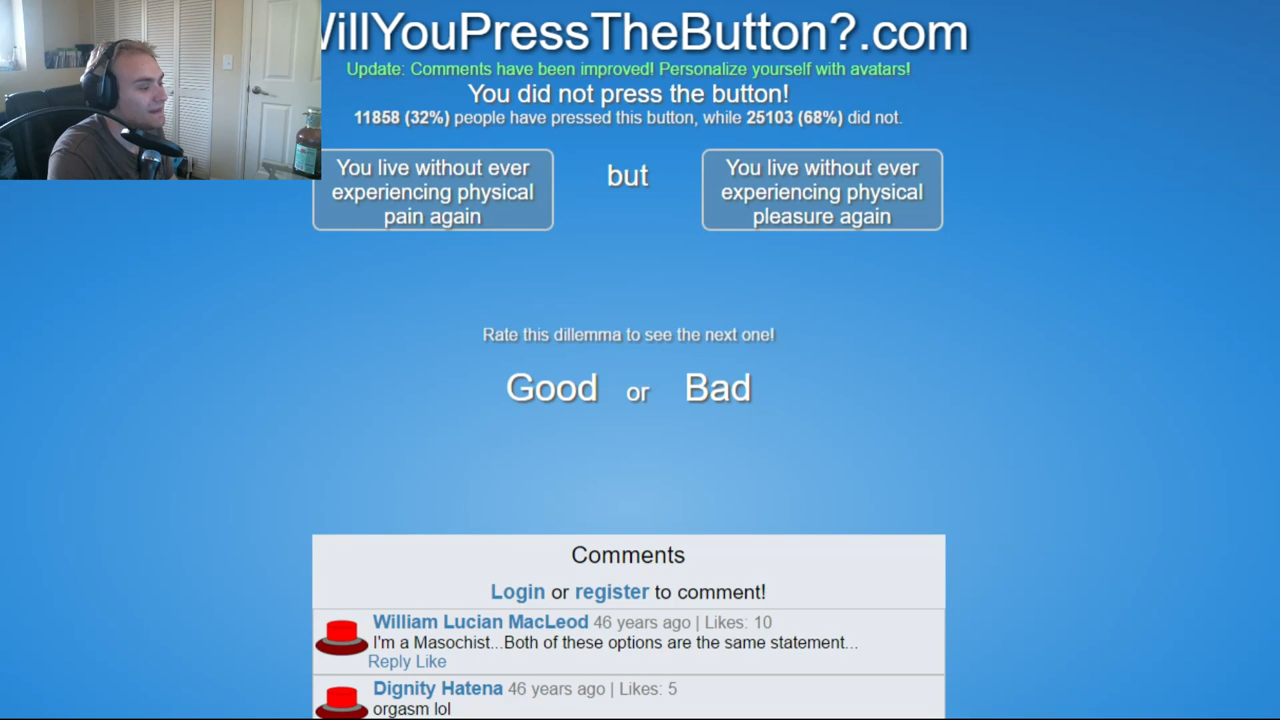 WillYouPressTheButton?.com
Update: Comments have been improved! Personalize yourself with avatars!
You did not press the button!
11858 (32%) people have pressed this button, while 25103 (68%) did not.
You live without ever
experiencing physical
pain again
but
You live without ever
experiencing physical
pleasure again
Rate this dillemma to see the next one!
Good or Bad
Comments
Login or register to comment!
William Lucian MacLeod 46 years ago | Likes: 10
I'm a Masochist...Both of these options are the same statement...
Reply Like
Dignity Hatena 46 years ago | Likes: 5
orgasm lol